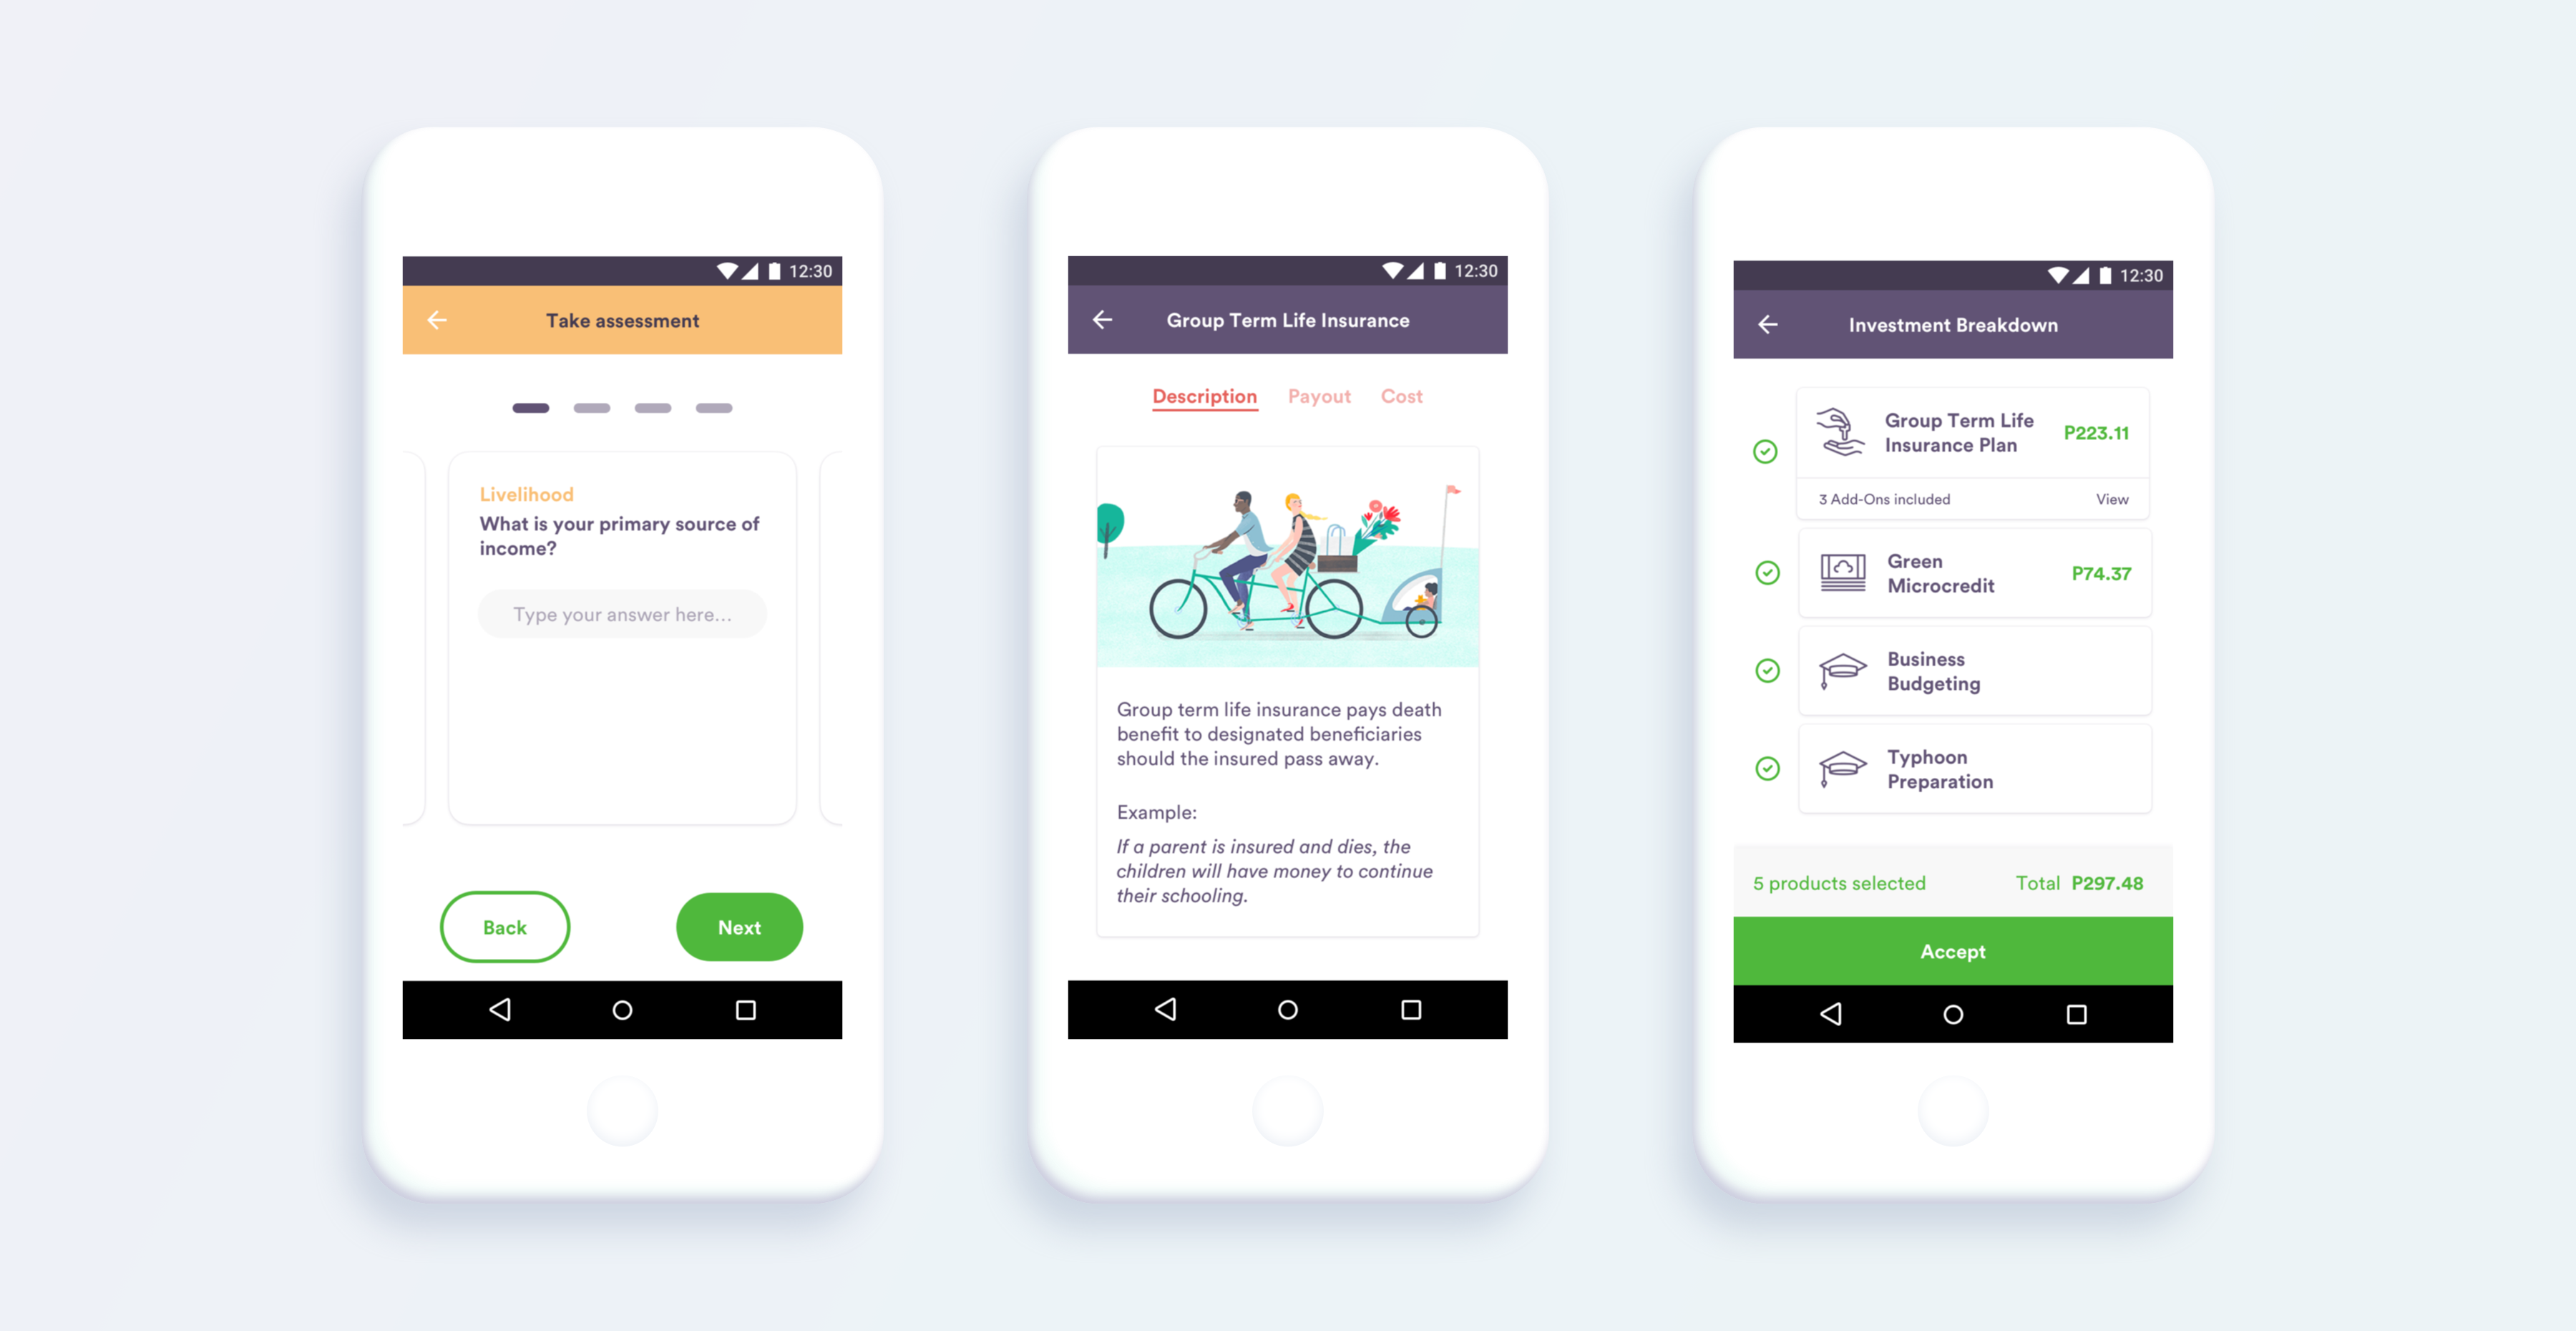 12:30
Take assessment
Livelihood
What is your primary source of
income?
Type your answer here...
Back
Next
12:30
Group Term Life Insurance
Description Payout Cost
Group term life insurance pays death
benefit to designated beneficiaries
should the insured pass away.
Example:
If a parent is insured and dies, the
children will have money to continue
their schooling.
12:30
Investment Breakdown
Group Term Life
Insurance Plan
P223.11
3 Add-Ons included
View
Green
Microcredit
P74.37
Business
Budgeting
Typhoon
Preparation
5 products selected
Total P297.48
Accept